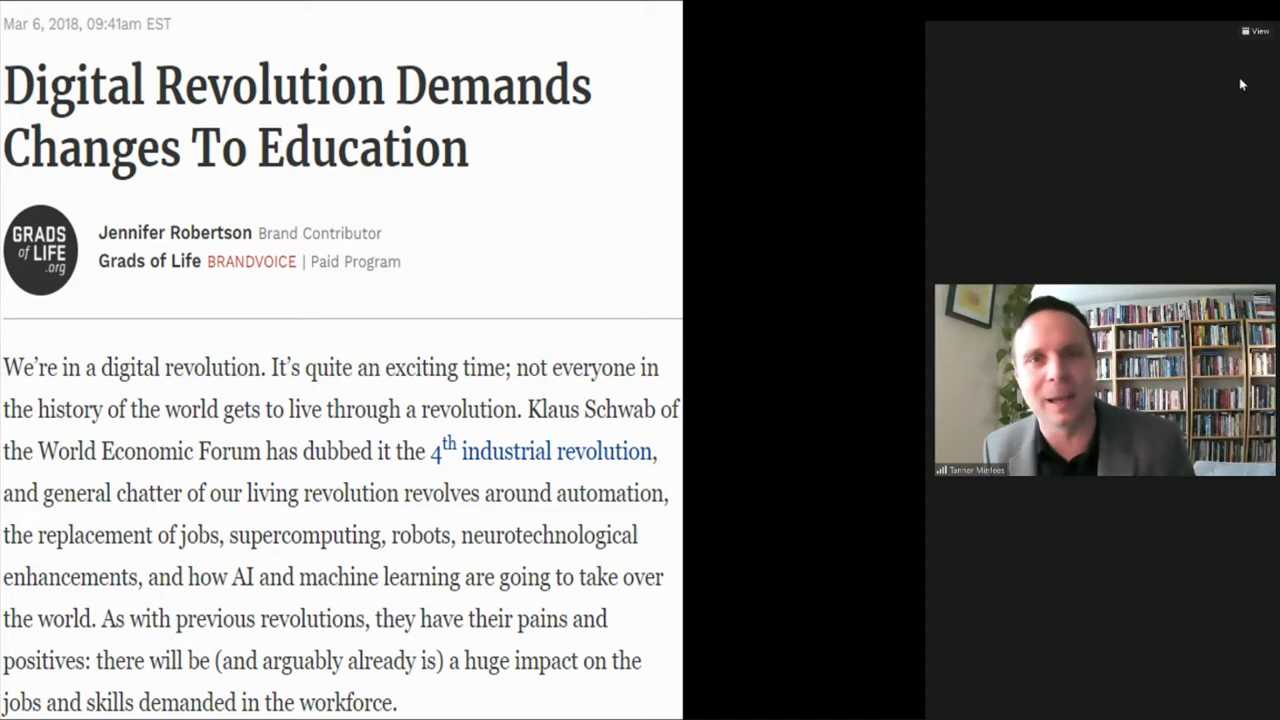 Mar 6, 2018, 09:41am EST
Digital Revolution Demands
Changes To Education
GRADS
of LIFE
.org
Jennifer Robertson Brand Contributor
Grads of Life BRANDVOICE | Paid Program
We’re in a digital revolution. It’s quite an exciting time; not everyone in
the history of the world gets to live through a revolution. Klaus Schwab of
the World Economic Forum has dubbed it the 4th industrial revolution,
and general chatter of our living revolution revolves around automation,
the replacement of jobs, supercomputing, robots, neurotechnological
enhancements, and how AI and machine learning are going to take over
the world. As with previous revolutions, they have their pains and
positives: there will be (and arguably already is) a huge impact on the
jobs and skills demanded in the workforce.
View
Tanner Mirrlees